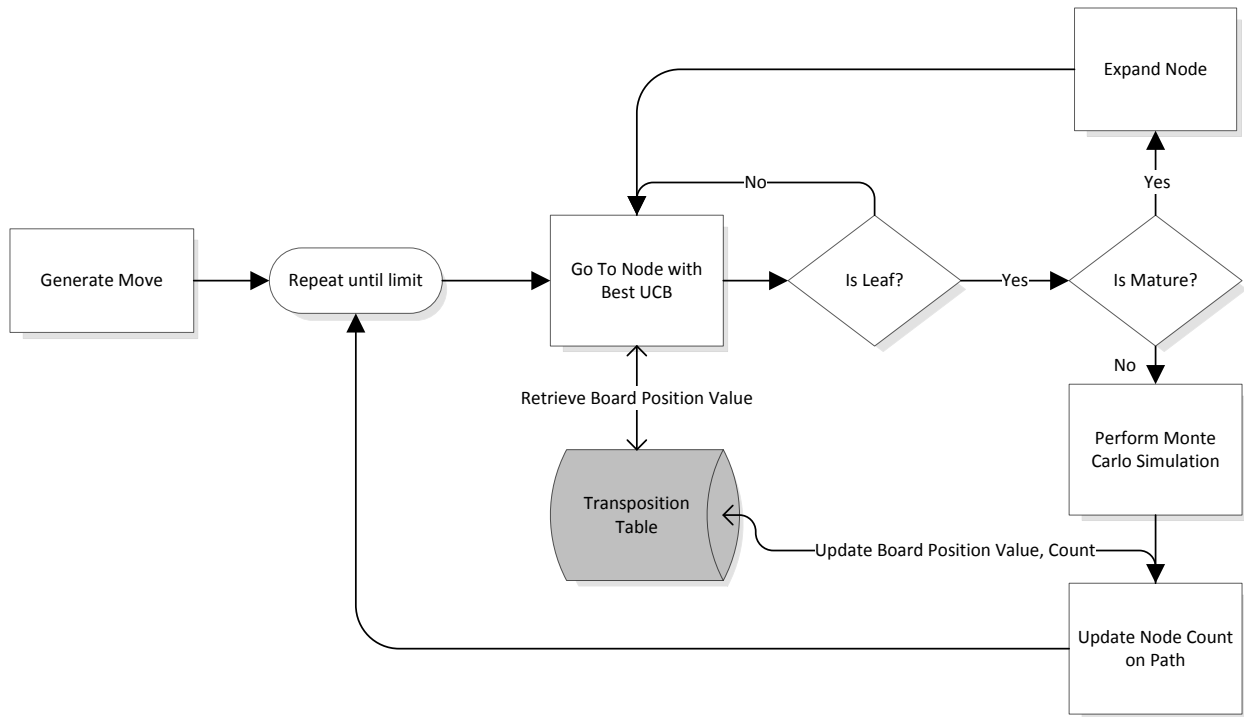 Expand Node
No
Yes
Generate Move
Repeat until limit
Go To Node with
Best UCB
Is Leaf?
Yes
Is Mature?
No
Retrieve Board Position Value
Perform Monte
Carlo Simulation
Transposition
Table
Update Board Position Value, Count
Update Node Count
on Path